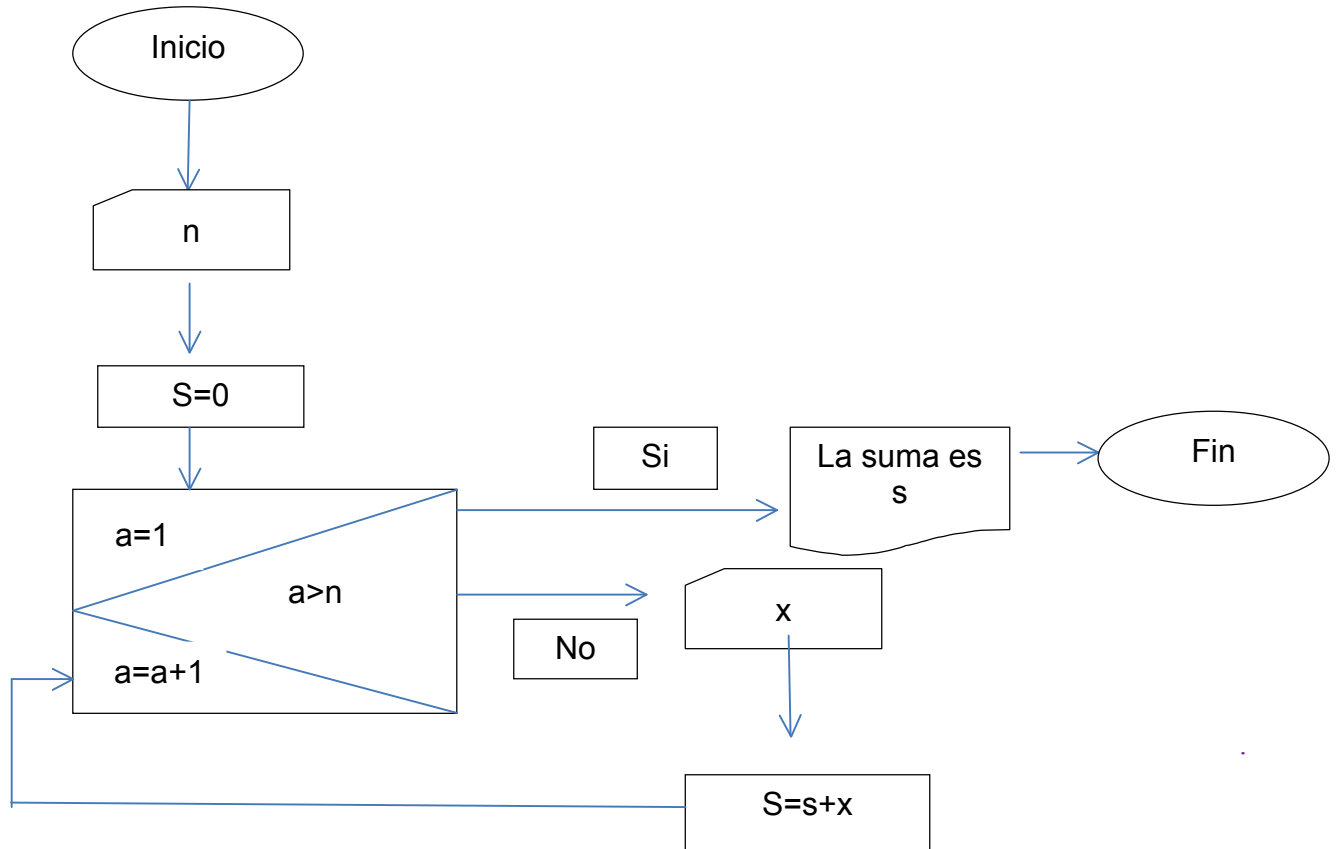 Inicio
n
S=0
Si
La suma es
s
Fin
a=1
a>n
a=a+1
No
x
S=s+x